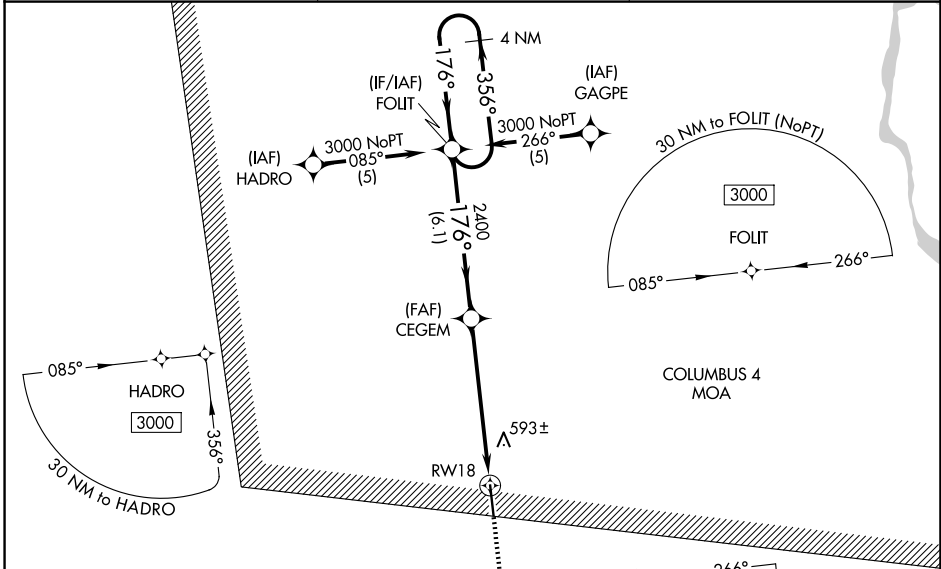 4 NM
176°
356°
(IF/IAF)
FOLIT
(IAF)
GAGPE
3000 NoPT
266°
(5)
(IAF)
HADRO
3000 NoPT
085°
(5)
30 NM to FOLIT (NoPT)
3000
FOLIT
085°
266°
2400
176°
(6.1)
(FAF)
CEGEM
COLUMBUS 4
MOA
085°
HADRO
3000
356°
30 NM to HADRO
593±
RW18
266°